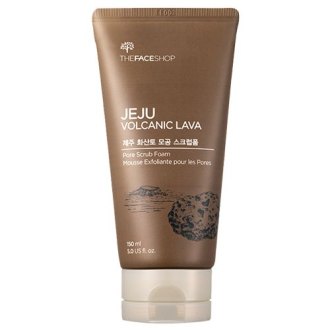 THEFACESHOP
JEJU
VOLCANIC LAVA
제주 화산토 모공 스크럽폼
Pore Scrub Foam
Mousse Exfoliante pour les Pores
150 ml
5.0 US fl. oz.